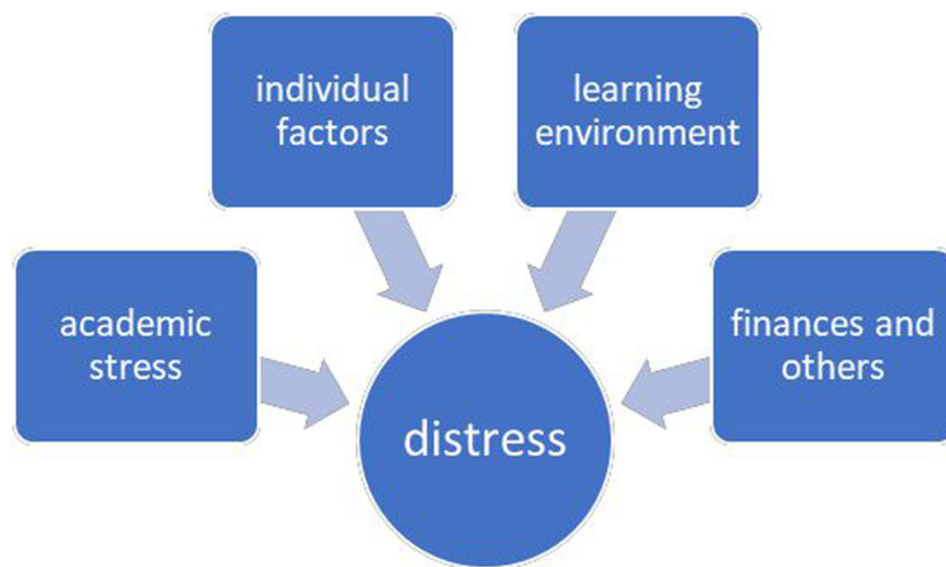 individual
factors
learning
environment
academic
stress
finances and
others
distress